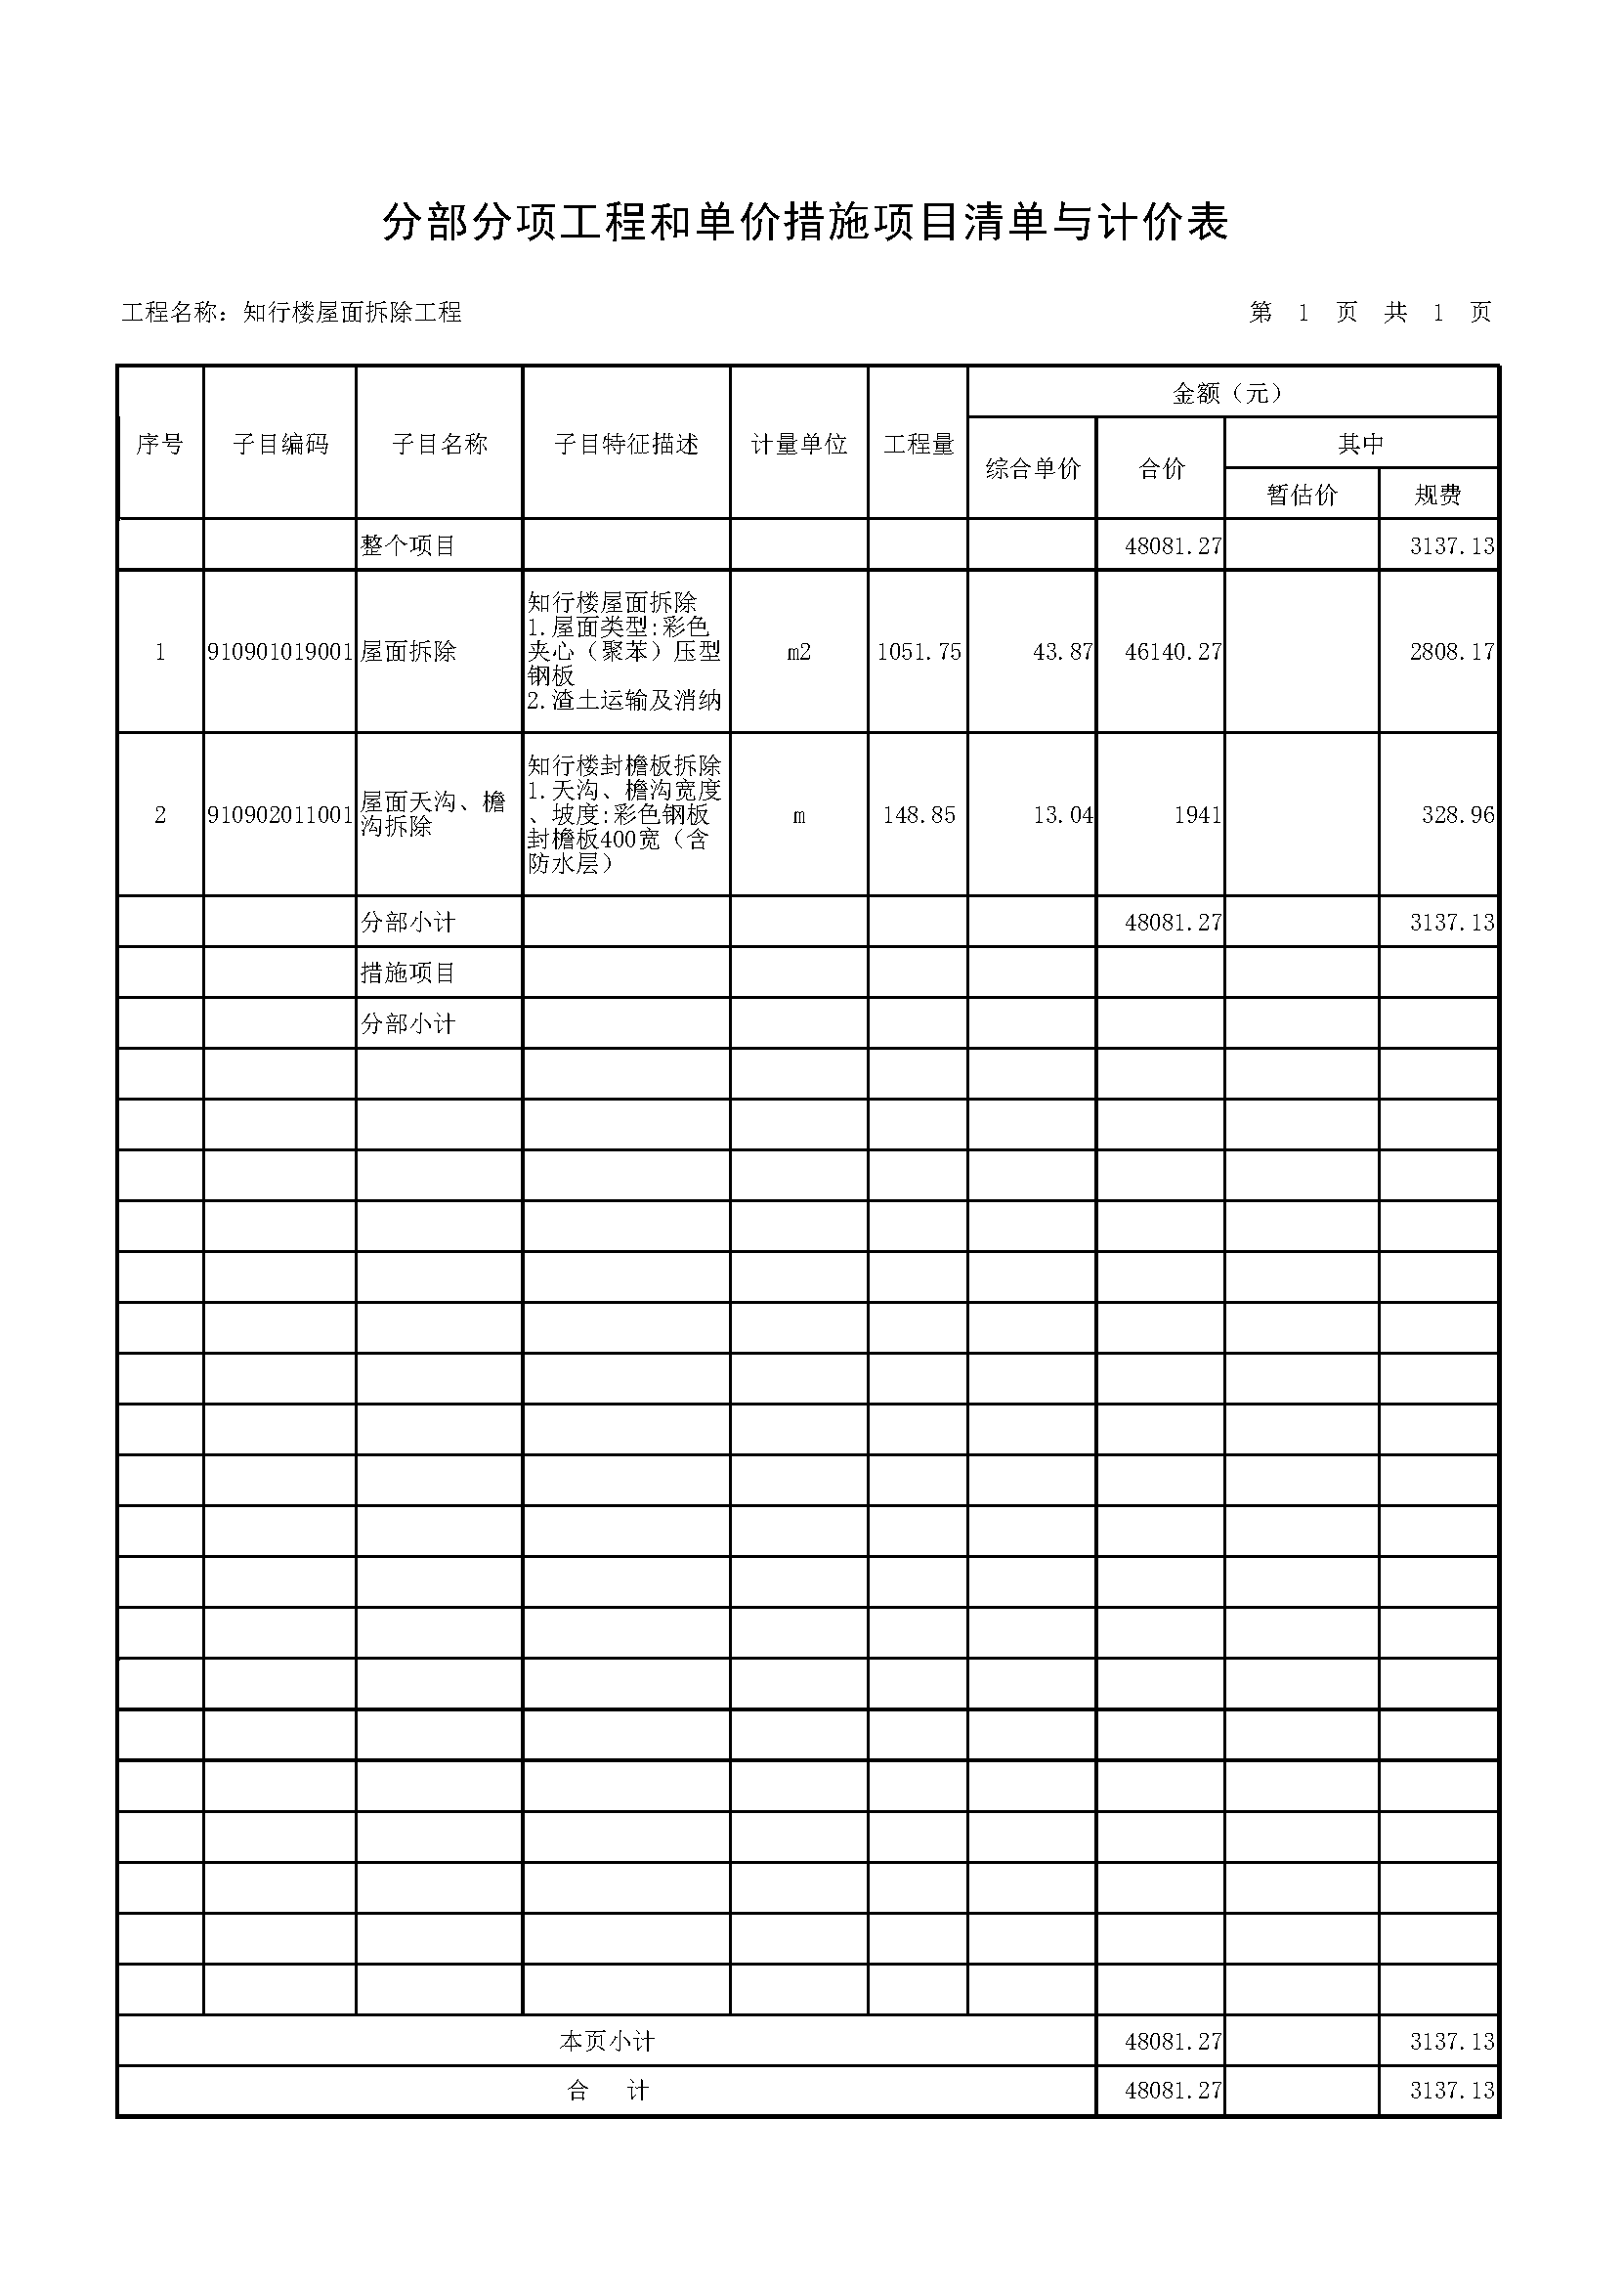 分部分项工程和单价措施项目清单与计价表
工程名称：知行楼屋面拆除工程 第 1 页 共 1 页
金额（元）
序号 子目编码 子目名称 子目特征描述 计量单位 工程量 其中
综合单价 合价
暂估价 规费
整个项目 48081.27 3137.13
知行楼屋面拆除
1.屋面类型:彩色
1 910901019001 屋面拆除 夹心（聚苯）压型 m2 1051.75 43.87 46140.27 2808.17
钢板
2.渣土运输及消纳
知行楼封檐板拆除
屋面天沟、檐 1.天沟、檐沟宽度
2 910902011001 、坡度:彩色钢板 m 148.85 13.04 1941 328.96
沟拆除 封檐板400宽（含
防水层）
分部小计 48081.27 3137.13
措施项目
分部小计
本页小计 48081.27 3137.13
合 计 48081.27 3137.13